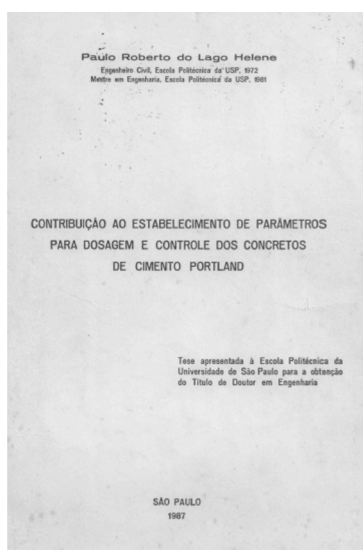 Paulo Roberto do Lago Helene
Engenheiro Civil, Escola Politécnica da USP, 1972
Mestre em Engenharia, Escola Politécnica da USP, 1981
CONTRIBUIÇÃO AO ESTABELECIMENTO DE PARÂMETROS
PARA DOSAGEM E CONTROLE DOS CONCRETOS
DE CIMENTO PORTLAND
Tese apresentada à Escola Politécnica da
Universidade de São Paulo para a obtenção
do Título de Doutor em Engenharia
SÃO PAULO
1987